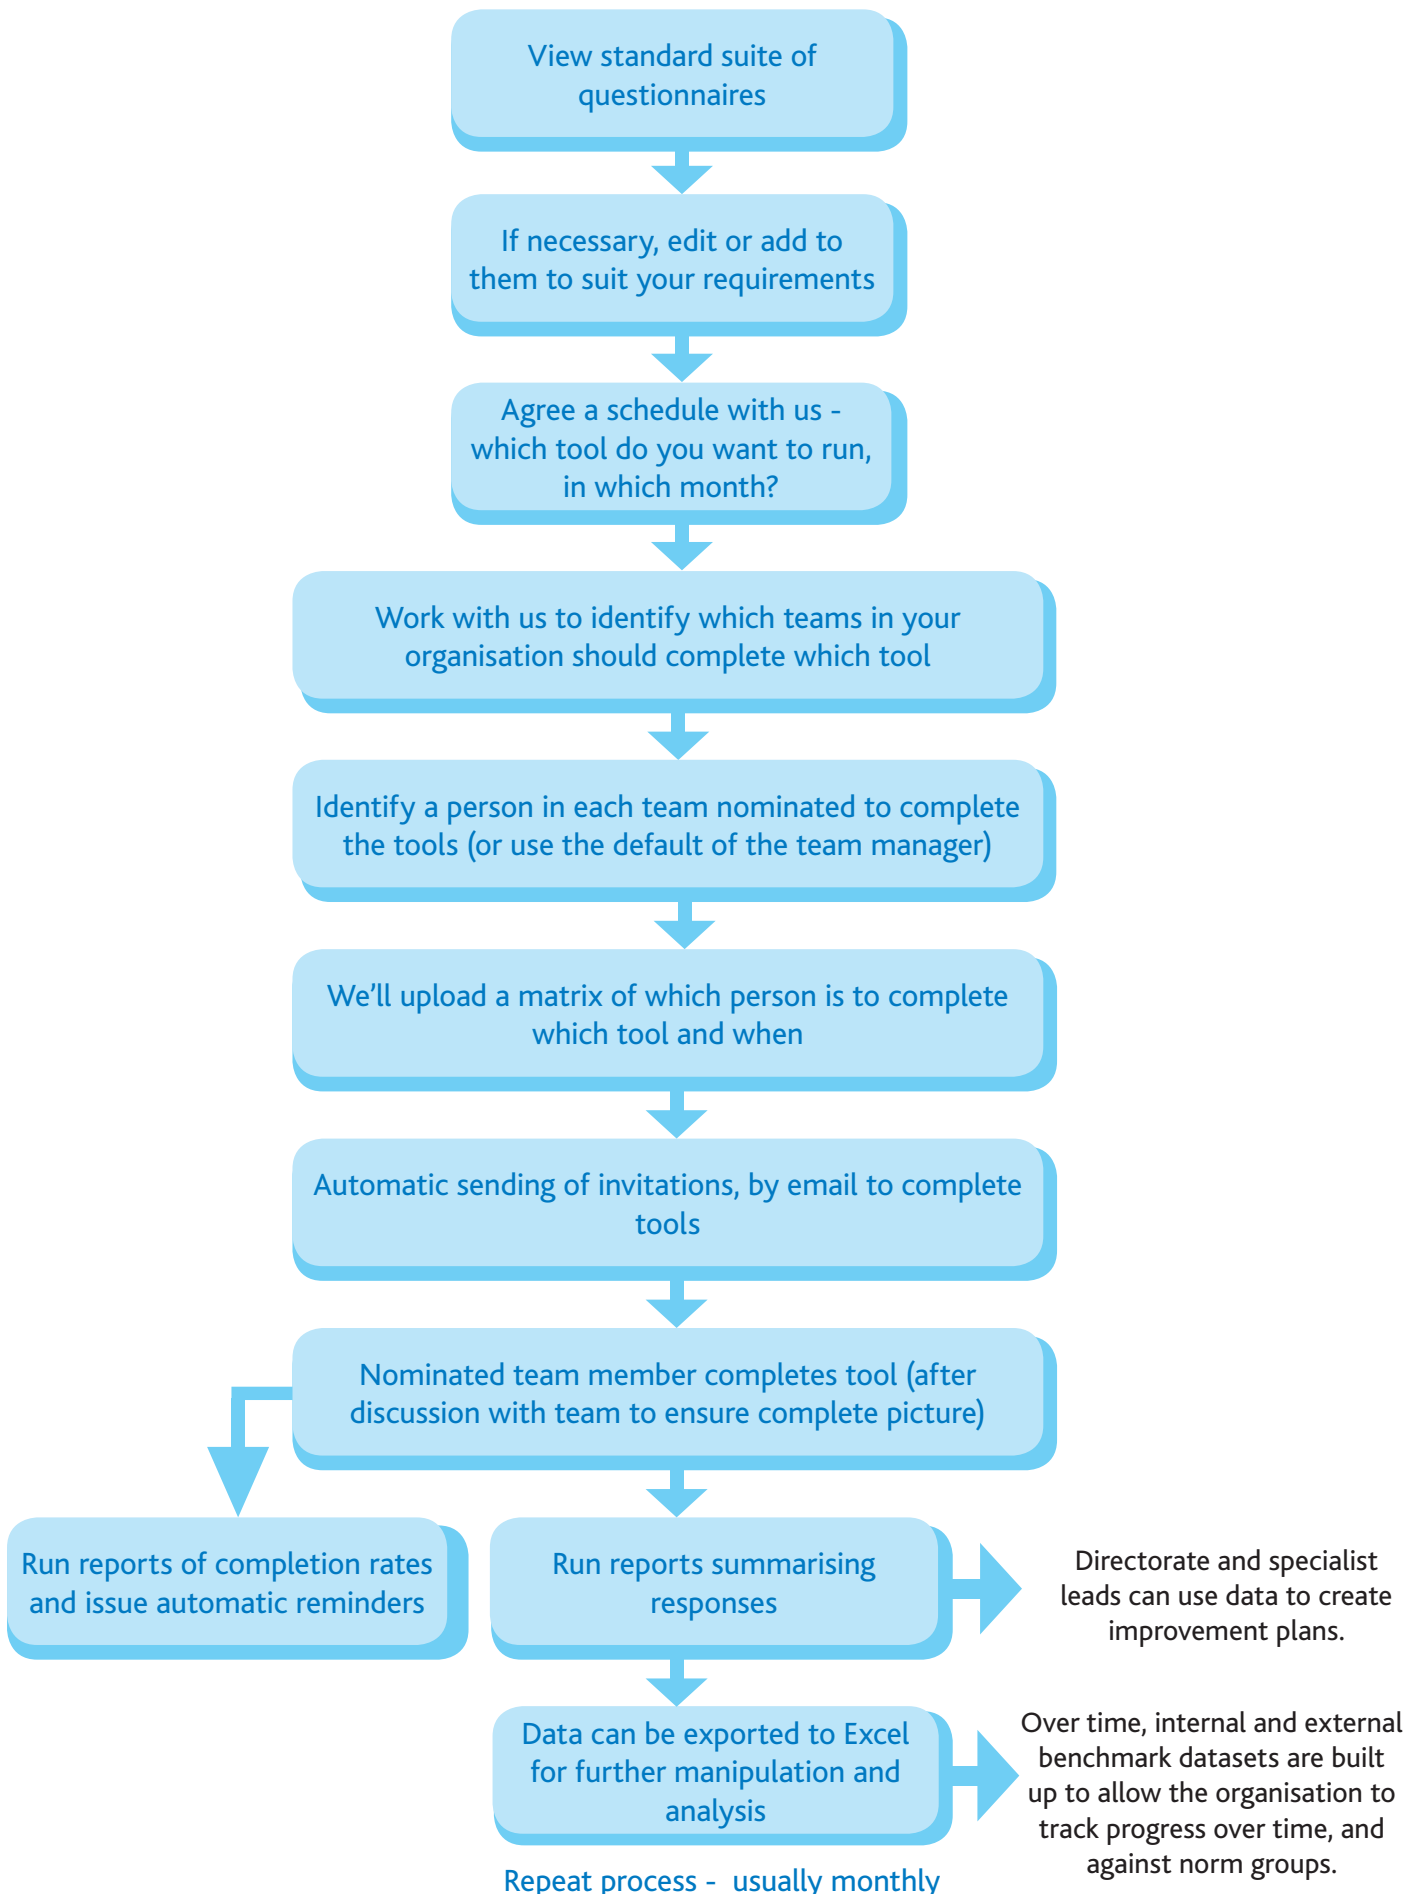 View standard suite of
questionnaires
If necessary, edit or add to
them to suit your requirements
Agree a schedule with us -
which tool do you want to run,
in which month?
Work with us to identify which teams in your
organisation should complete which tool
Identify a person in each team nominated to complete
the tools (or use the default of the team manager)
We’ll upload a matrix of which person is to complete
which tool and when
Automatic sending of invitations, by email to complete
tools
Nominated team member completes tool (after
discussion with team to ensure complete picture)
Run reports of completion rates
and issue automatic reminders
Run reports summarising
responses
Directorate and specialist
leads can use data to create
improvement plans.
Data can be exported to Excel
for further manipulation and
analysis
Over time, internal and external
benchmark datasets are built
up to allow the organisation to
track progress over time, and
against norm groups.
Repeat process - usually monthly